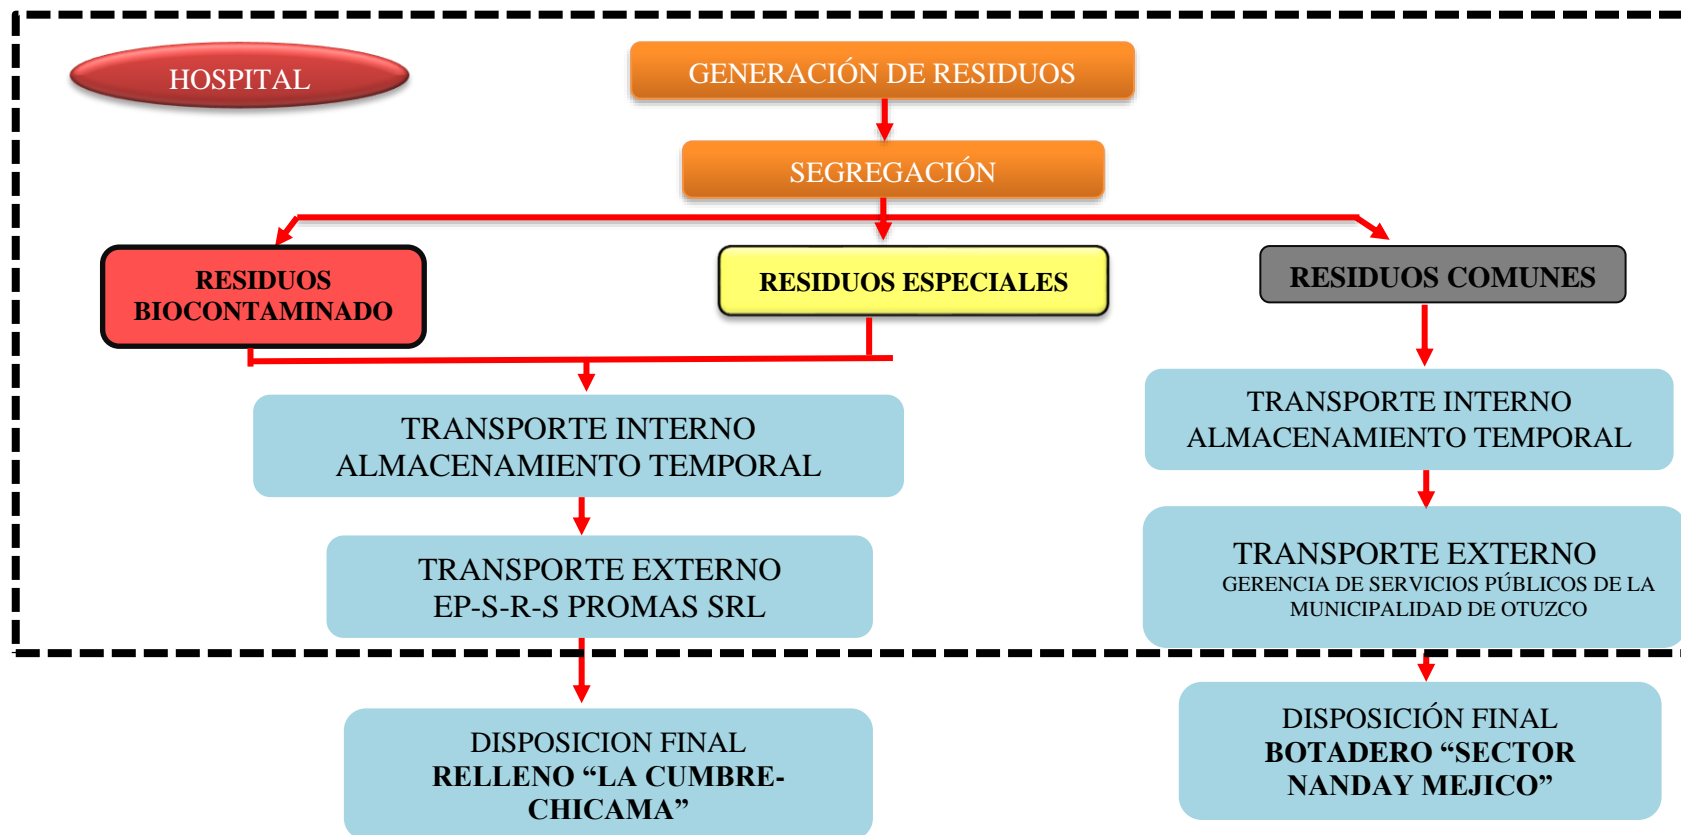 HOSPITAL
GENERACIÓN DE RESIDUOS
SEGREGACIÓN
RESIDUOS
BIOCONTAMINADO
RESIDUOS ESPECIALES
RESIDUOS COMUNES
TRANSPORTE INTERNO
ALMACENAMIENTO TEMPORAL
TRANSPORTE INTERNO
ALMACENAMIENTO TEMPORAL
TRANSPORTE EXTERNO
EP-S-R-S PROMAS SRL
TRANSPORTE EXTERNO
GERENCIA DE SERVICIOS PÚBLICOS DE LA
MUNICIPALIDAD DE OTUZCO
DISPOSICION FINAL
RELLENO “LA CUMBRE-
CHICAMA”
DISPOSICIÓN FINAL
BOTADERO “SECTOR
NANDAY MEJICO”